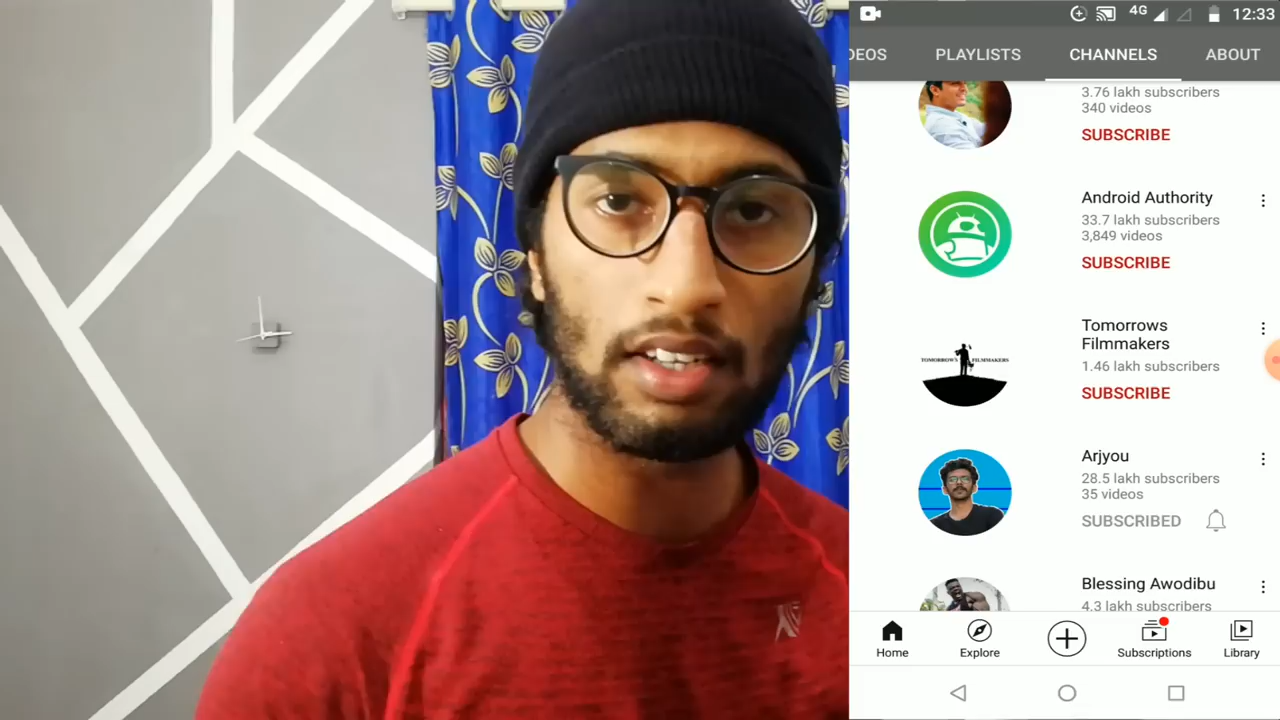 4G 12:33
DEOS PLAYLISTS CHANNELS ABOUT
3.76 lakh subscribers
340 videos
SUBSCRIBE
Android Authority
33.7 lakh subscribers
3,849 videos
SUBSCRIBE
Tomorrows
Filmmakers
TOMORROW'S FILMMAKERS
1.46 lakh subscribers
SUBSCRIBE
Arjyou
28.5 lakh subscribers
35 videos
SUBSCRIBED
Blessing Awodibu
4.3 lakh subscribers
Home Explore Subscriptions Library